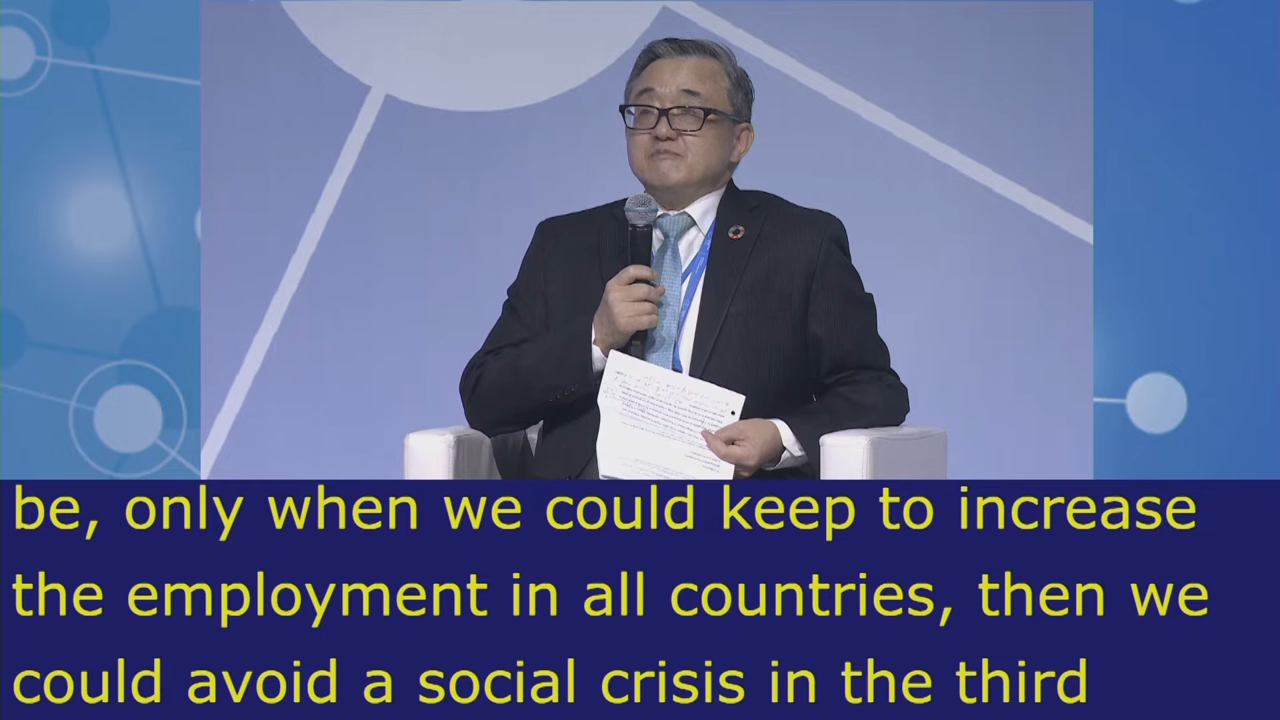 be, only when we could keep to increase
the employment in all countries, then we
could avoid a social crisis in the third